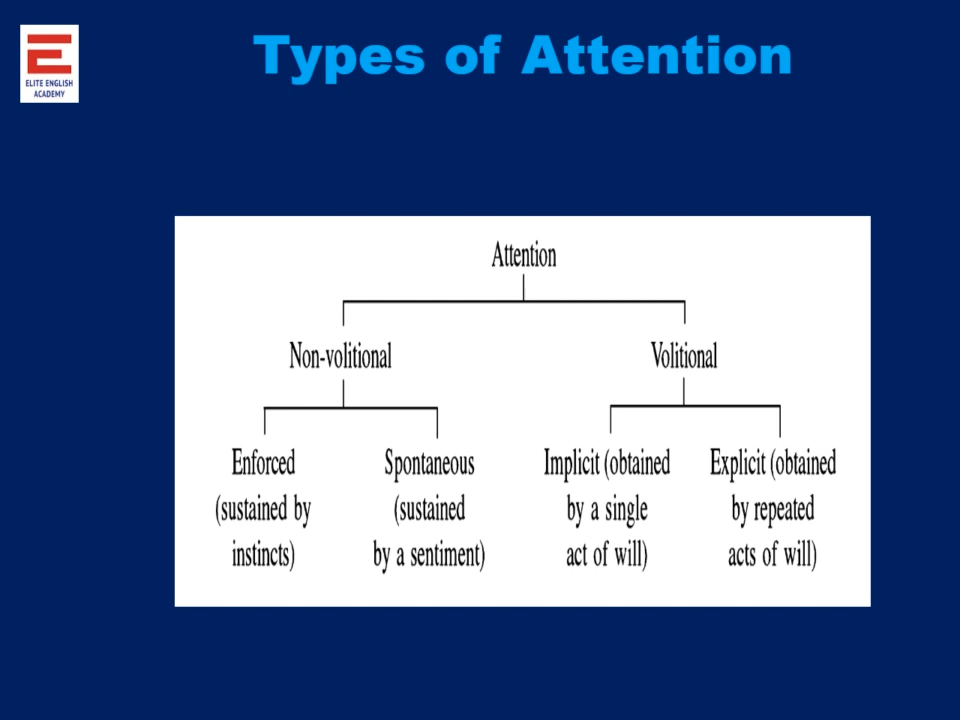 ELITE ENGLISH
ACADEMY
Types of Attention
Attention
Non-volitional
Volitional
Enforced
(sustained by
instincts)
Spontaneous
(sustained
by a sentiment)
Implicit (obtained
by a single
act of will)
Explicit (obtained
by repeated
acts of will)